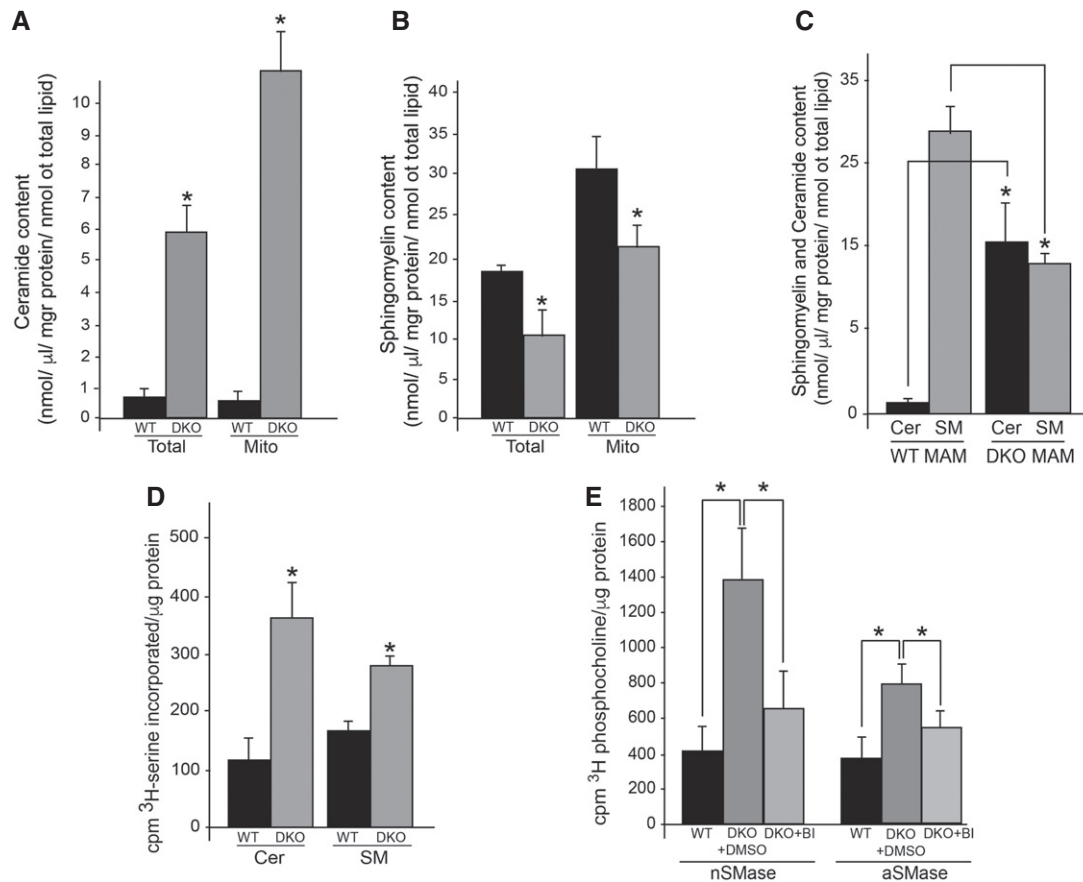 A
Ceramide content
(nmol/ µl/ mgr protein/ nmol ot total lipid)
10
9
8
7
6
5
4
3
2
1
0
*
*
WT DKO WT DKO
Total Mito
B
Sphingomyelin content
(nmol/ µl/ mgr protein/ nmol ot total lipid)
40
35
30
25
20
15
10
5
0
*
*
WT DKO WT DKO
Total Mito
C
Sphingomyelin and Ceramide content
(nmol/ µl/ mgr protein/ nmol ot total lipid)
35
25
15
5
0
*
*
Cer SM Cer SM
WT MAM DKO MAM
D
cpm ³H-serine incorporated/µg protein
500
400
300
200
100
0
*
*
WT DKO WT DKO
Cer SM
E
cpm ³H phosphocholine/µg protein
1800
1600
1400
1200
1000
800
600
400
200
0
* *
* *
WT DKO DKO+BI WT DKO DKO+BI
+DMSO +DMSO
nSMase aSMase